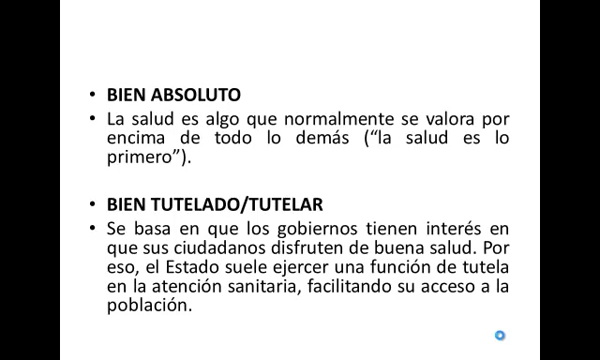 • BIEN ABSOLUTO
• La salud es algo que normalmente se valora por
encima de todo lo demás (“la salud es lo
primero”).
• BIEN TUTELADO/TUTELAR
• Se basa en que los gobiernos tienen interés en
que sus ciudadanos disfruten de buena salud. Por
eso, el Estado suele ejercer una función de tutela
en la atención sanitaria, facilitando su acceso a la
población.